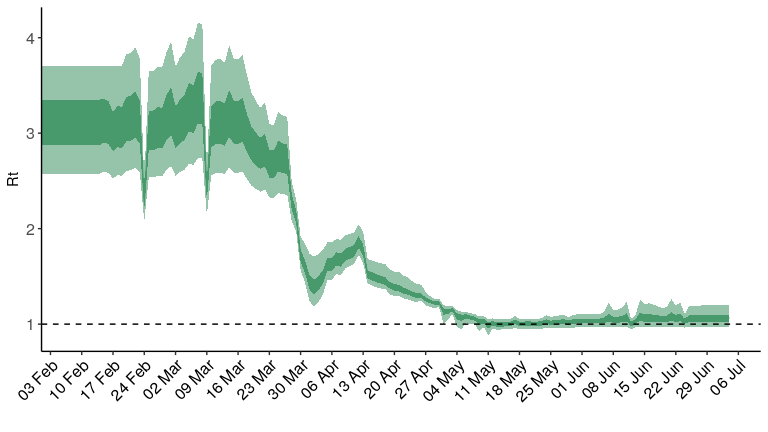 4
3
2
1
Rt
03 Feb
10 Feb
17 Feb
24 Feb
02 Mar
09 Mar
16 Mar
23 Mar
30 Mar
06 Apr
13 Apr
20 Apr
27 Apr
04 May
11 May
18 May
25 May
01 Jun
08 Jun
15 Jun
22 Jun
29 Jun
06 Jul